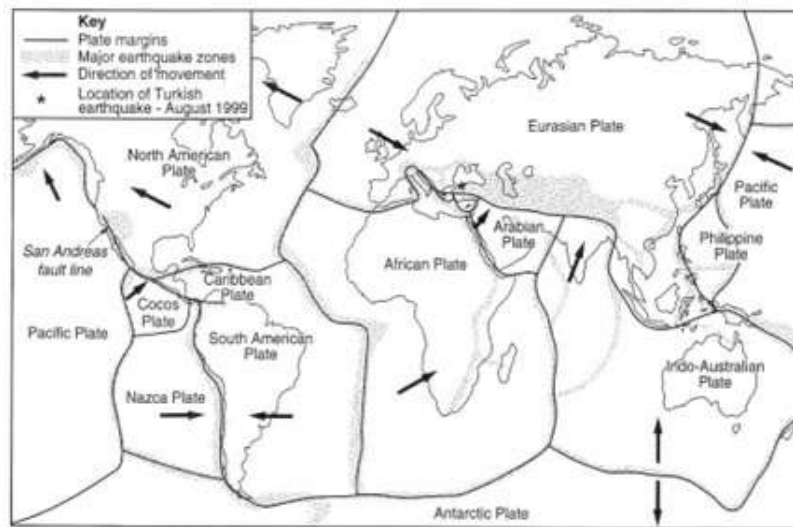 Key
Plate margins
Major earthquake zones
Direction of movement
Location of Turkish
earthquake - August 1999
North American
Plate
Eurasian Plate
Pacific
Plate
San Andreas
fault line
Arabian
Plate
Philippine
Plate
African Plate
Caribbean
Plate
Cocos
Plate
Pacific Plate
South American
Plate
Indo-Australian
Plate
Nazca Plate
Antarctic Plate